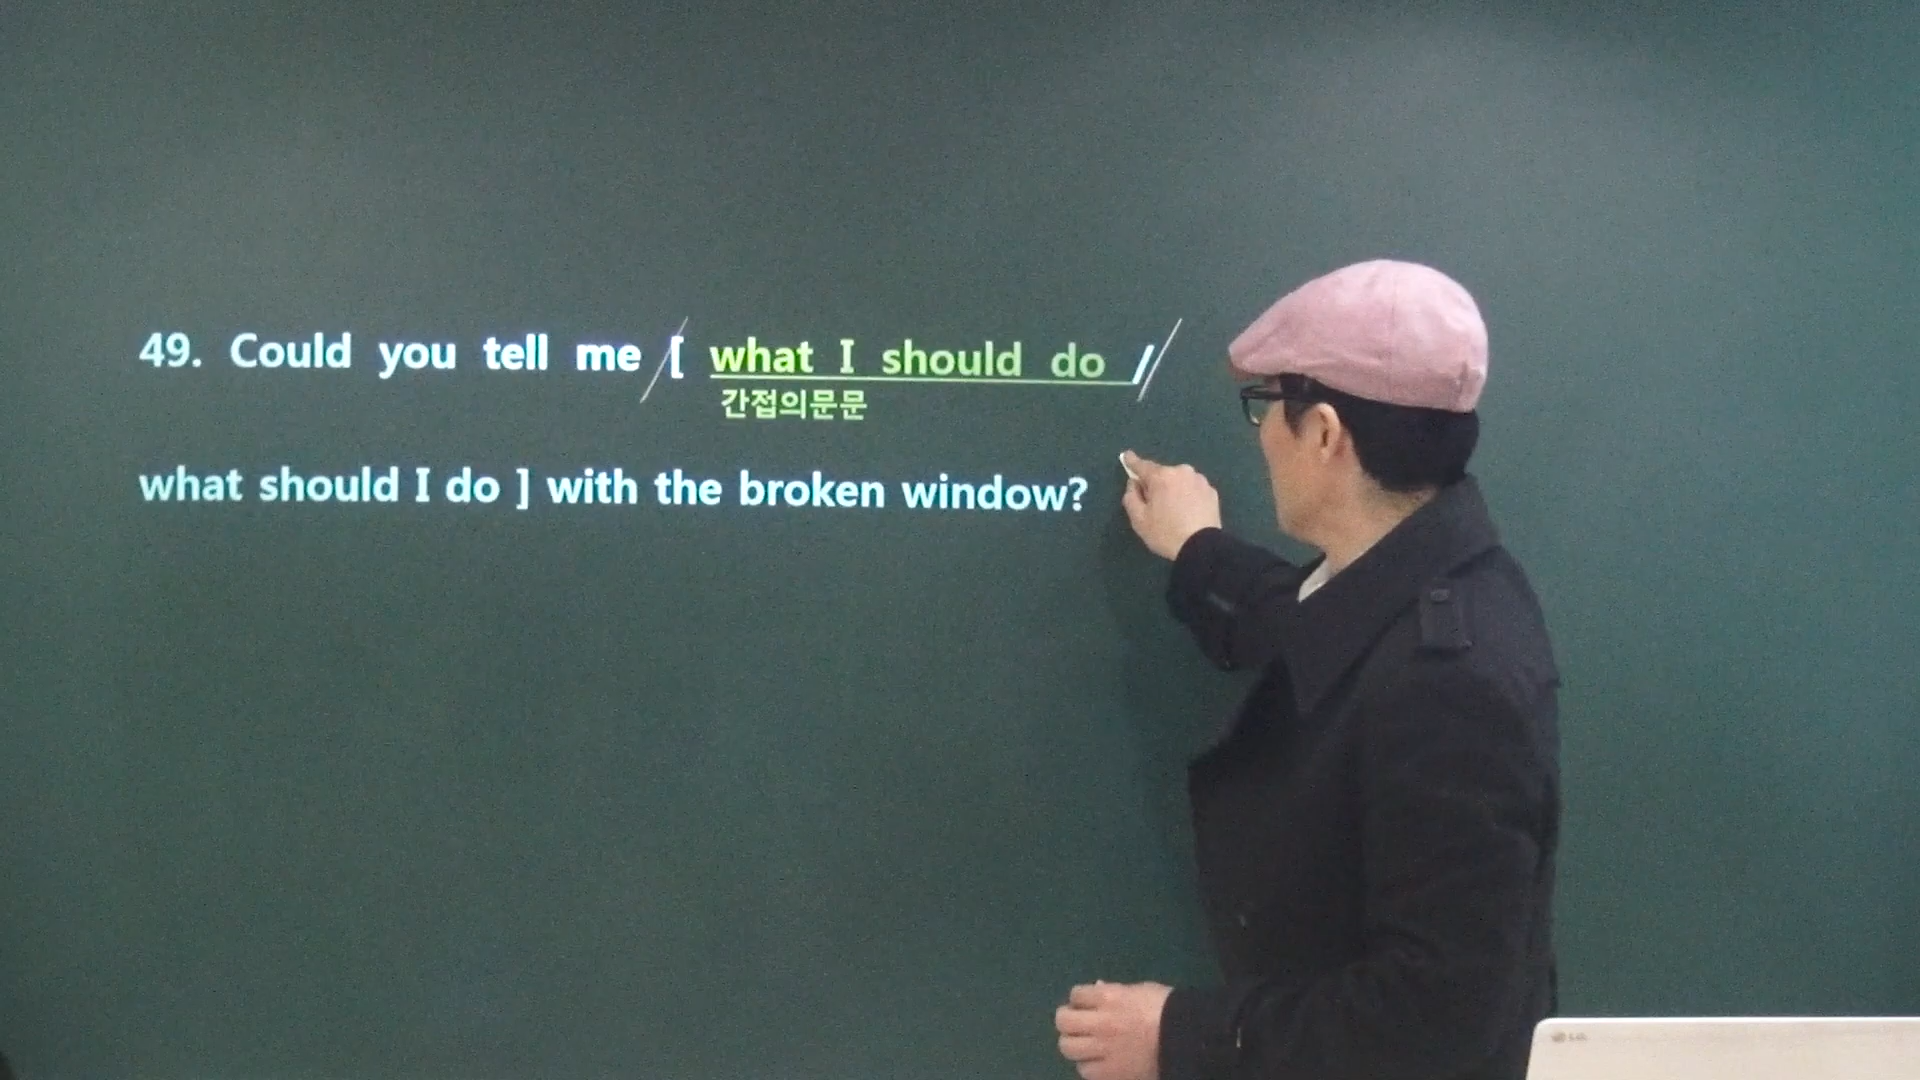 49. Could you tell me / [ what I should do / /
간접의문문
what should I do ] with the broken window?
LG